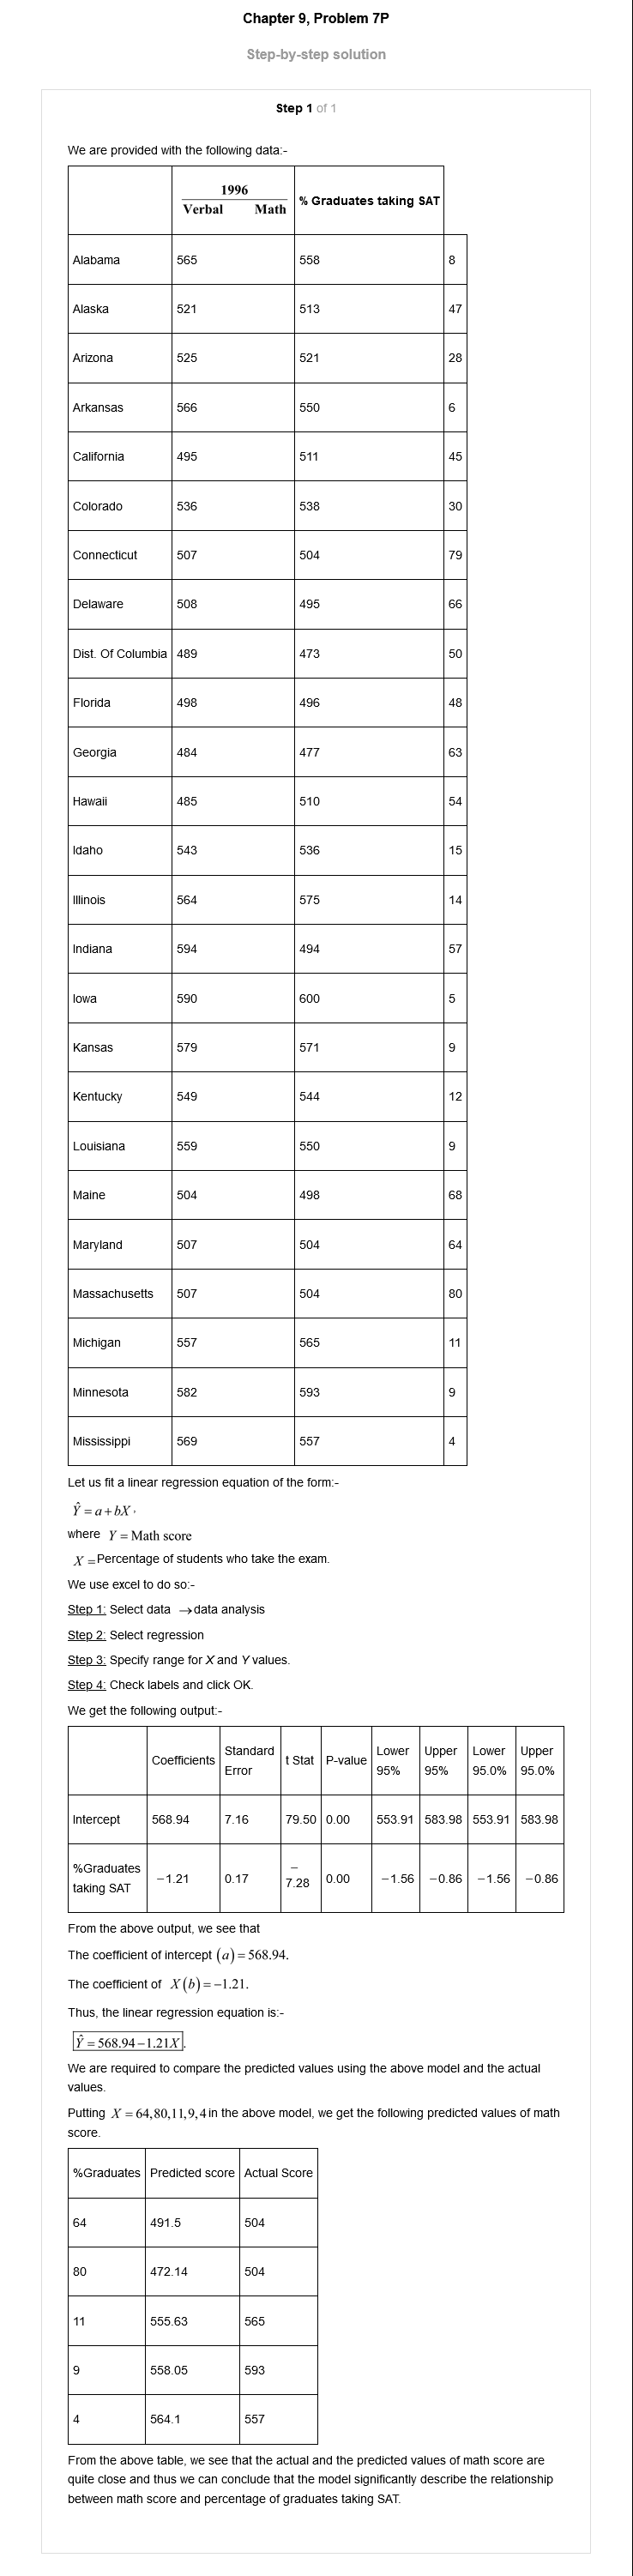 Chapter 9, Problem 7P
Step-by-step solution
Step 1 of 1
We are provided with the following data:-
1996
Verbal Math % Graduates taking SAT
Alabama 565 558 8
Alaska 521 513 47
Arizona 525 521 28
Arkansas 566 550 6
California 495 511 45
Colorado 536 538 30
Connecticut 507 504 79
Delaware 508 495 66
Dist. Of Columbia 489 473 50
Florida 498 496 48
Georgia 484 477 63
Hawaii 485 510 54
Idaho 543 536 15
Illinois 564 575 14
Indiana 594 494 57
Iowa 590 600 5
Kansas 579 571 9
Kentucky 549 544 12
Louisiana 559 550 9
Maine 504 498 68
Maryland 507 504 64
Massachusetts 507 504 80
Michigan 557 565 11
Minnesota 582 593 9
Mississippi 569 557 4
Let us fit a linear regression equation of the form:-
Ŷ = a + bX ,
where Y = Math score
X = Percentage of students who take the exam.
We use excel to do so:-
Step 1: Select data → data analysis
Step 2: Select regression
Step 3: Specify range for X and Y values.
Step 4: Check labels and click OK.
We get the following output:-
Coefficients Standard Error t Stat P-value Lower 95% Upper 95% Lower 95.0% Upper 95.0%
Intercept 568.94 7.16 79.50 0.00 553.91 583.98 553.91 583.98
%Graduates taking SAT −1.21 0.17 −7.28 0.00 −1.56 −0.86 −1.56 −0.86
From the above output, we see that
The coefficient of intercept (a) = 568.94.
The coefficient of X (b) = −1.21.
Thus, the linear regression equation is:-
Ŷ = 568.94 − 1.21X.
We are required to compare the predicted values using the above model and the actual
values.
Putting X = 64, 80, 11, 9, 4 in the above model, we get the following predicted values of math
score.
%Graduates Predicted score Actual Score
64 491.5 504
80 472.14 504
11 555.63 565
9 558.05 593
4 564.1 557
From the above table, we see that the actual and the predicted values of math score are
quite close and thus we can conclude that the model significantly describe the relationship
between math score and percentage of graduates taking SAT.